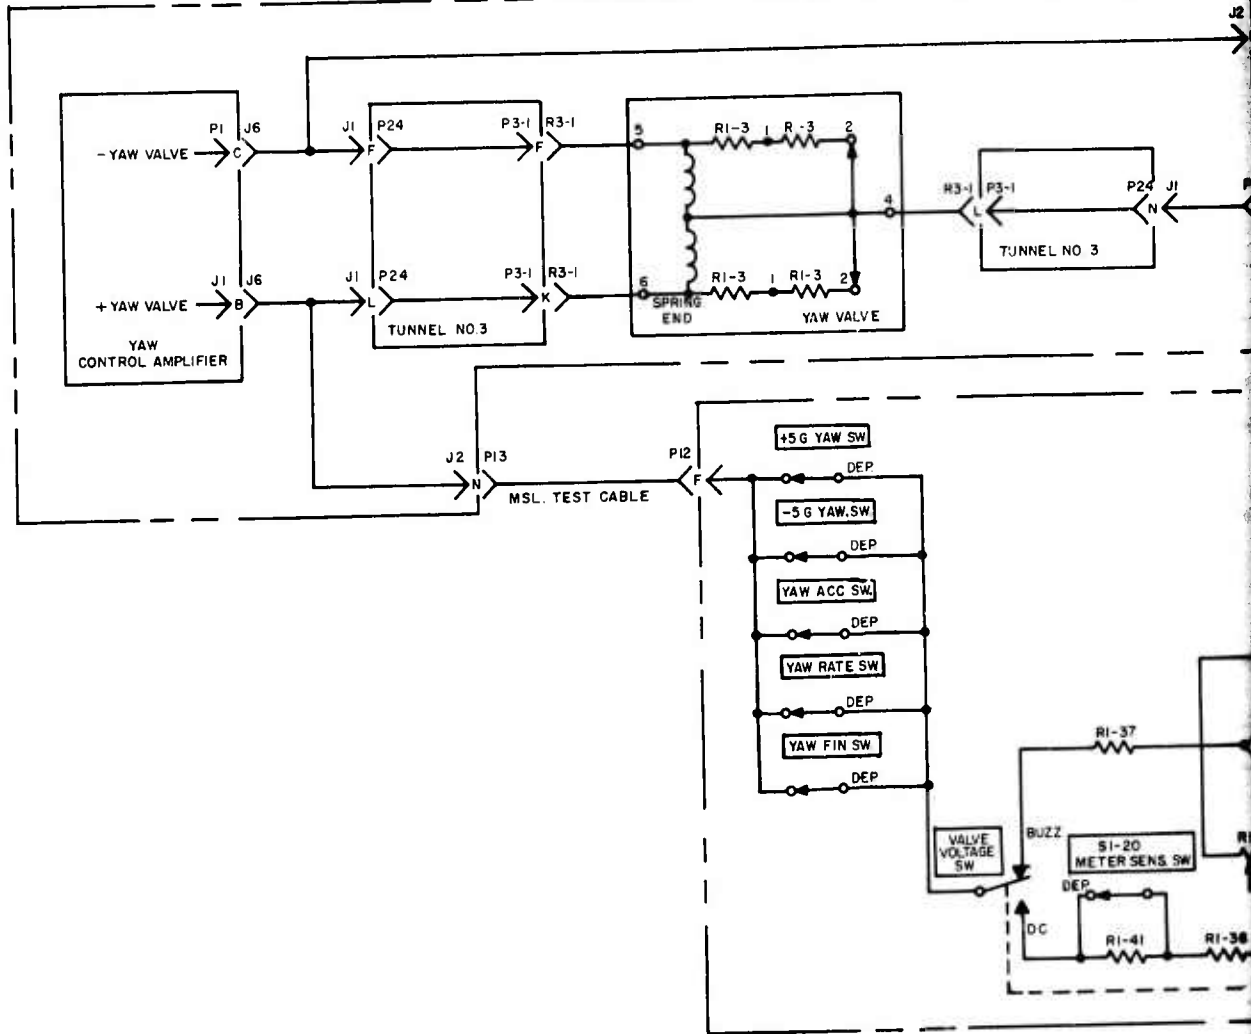 J2
P1 J6
- YAW VALVE C
J1 P24
F
P3-1 R3-1
F
5
R1-3 1 R-3 2
4
R3-1 P3-1
L
P24 J1
N
TUNNEL NO 3
J1 J6
+ YAW VALVE B
J1 P24
L
P3-1 R3-1
K
TUNNEL NO.3
6
R1-3 1 R1-3 2
SPRING
END
YAW VALVE
YAW
CONTROL AMPLIFIER
J2 P13
N
MSL. TEST CABLE
P12
F
+5 G YAW SW
DEP.
-5 G YAW. SW
DEP
YAW ACC SW.
DEP
YAW RATE SW
DEP
YAW FIN SW
DEP
R1-37
BUZZ
VALVE
VOLTAGE
SW
S1-20
METER SENS. SW
DEP
DC
R1-41
R1-38